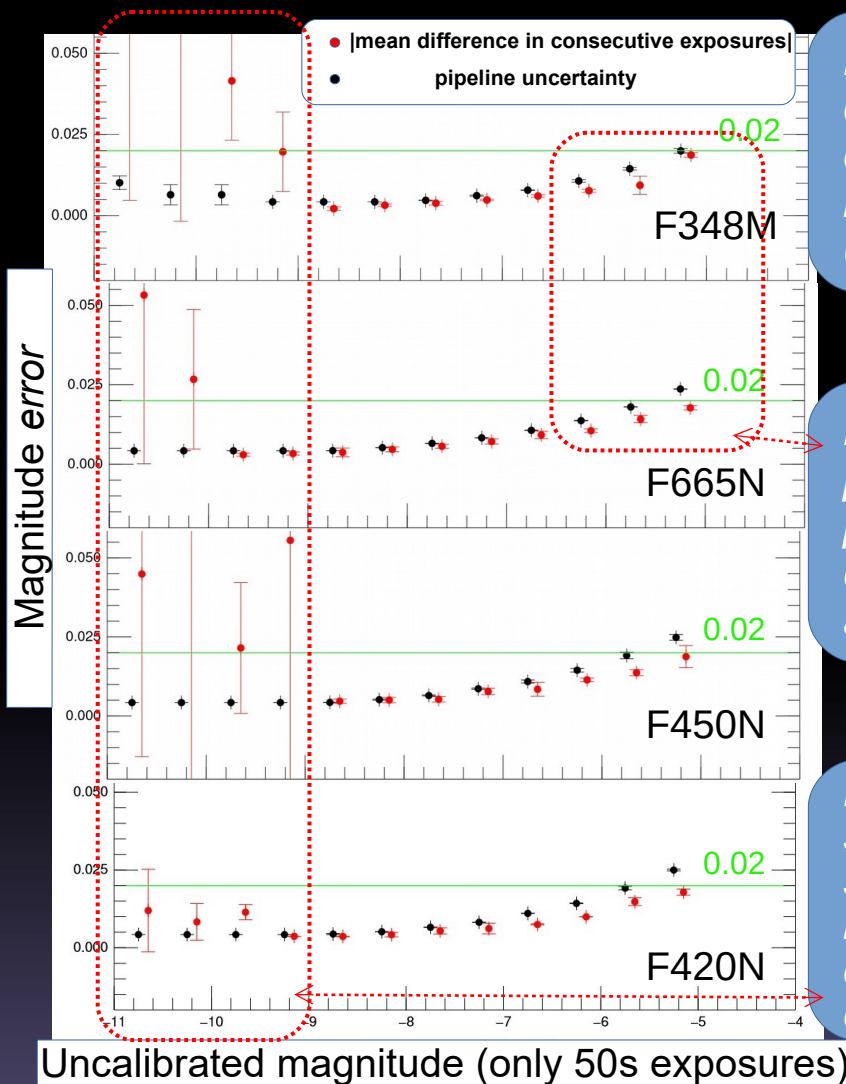 |mean difference in consecutive exposures|
pipeline uncertainty
0.050
0.025
0.000
0.02
F348M
0.050
0.025
0.000
0.02
F665N
Magnitude error
0.050
0.025
0.000
0.02
F450N
0.050
0.025
0.000
0.02
F420N
-11 -10 -9 -8 -7 -6 -5 -4
Uncalibrated magnitude (only 50s exposures)